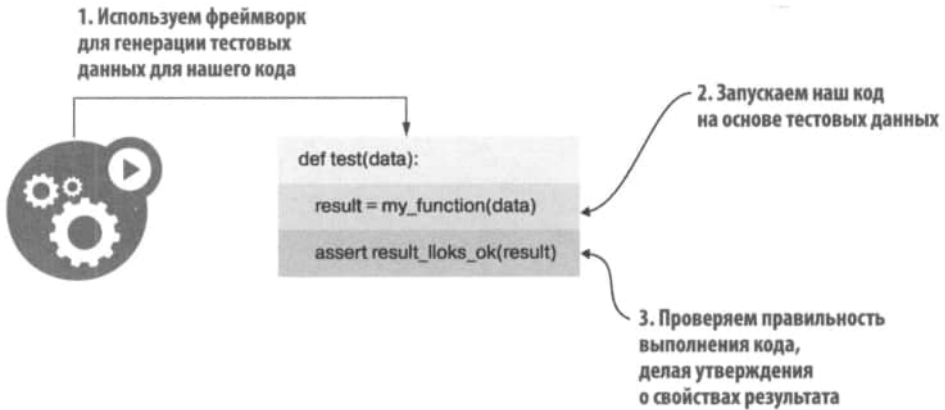 1. Используем фреймворк
для генерации тестовых
данных для нашего кода
2. Запускаем наш код
на основе тестовых данных
def test(data):
result = my_function(data)
assert result_lloks_ok(result)
3. Проверяем правильность
выполнения кода,
делая утверждения
о свойствах результата